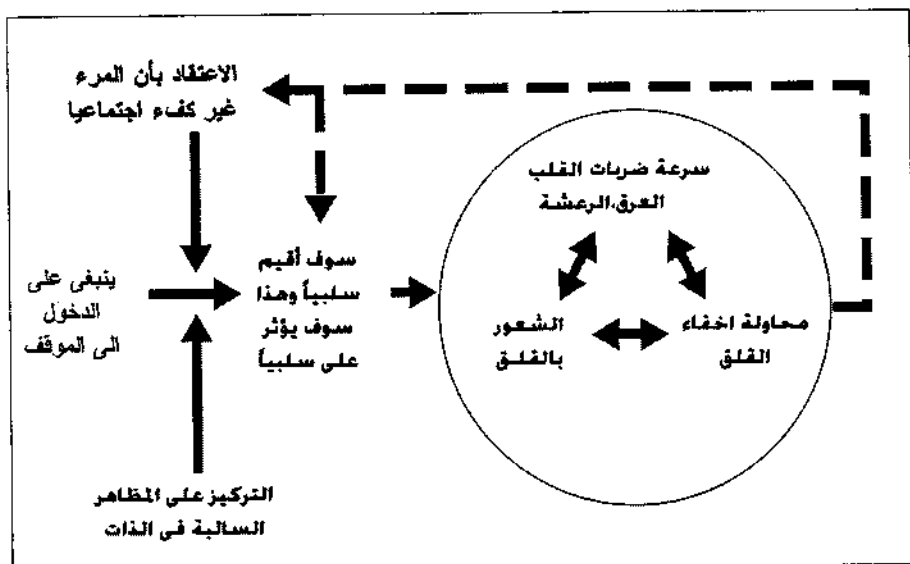 الاعتقاد بأن المرء
غير كفء اجتماعيا
سرعة ضربات القلب
العرق.الرعشة
ينبغى على
الدخول
الى الموقف
سوف أقيم
سلبياً وهذا
سوف يؤثر
على سلبياً
الشعور
بالقلق
محاولة اخفاء
القلق
التركيز على المظاهر
السالبة فى الذات